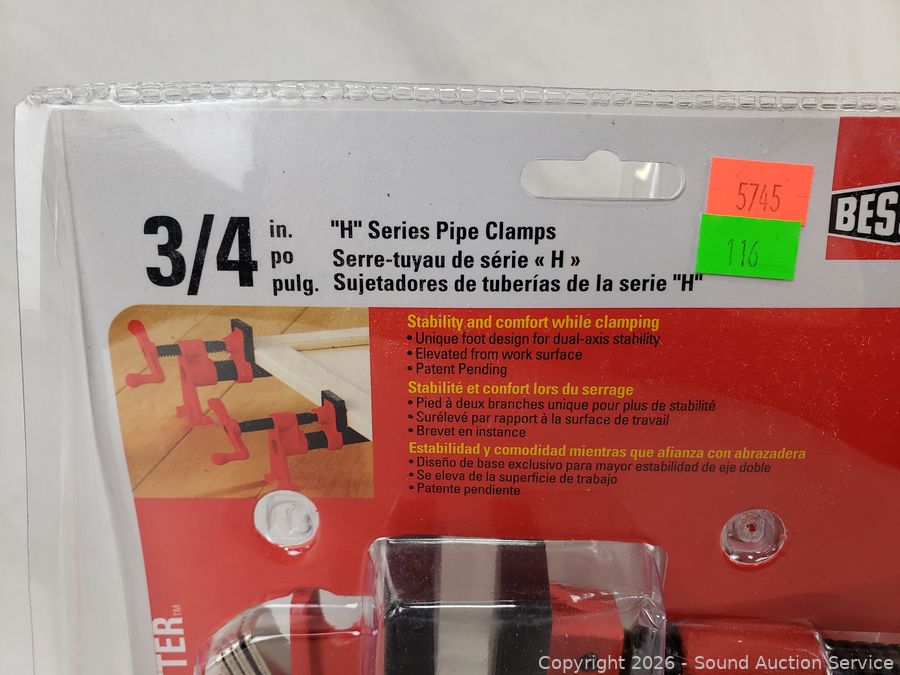 5745
116
3/4 in. "H" Series Pipe Clamps
po Serre-tuyau de série « H »
pulg. Sujetadores de tuberías de la serie "H"
Stability and comfort while clamping
• Unique foot design for dual-axis stability
• Elevated from work surface
• Patent Pending
Stabilité et confort lors du serrage
• Pied à deux branches unique pour plus de stabilité
• Surélevé par rapport à la surface de travail
• Brevet en instance
Estabilidad y comodidad mientras que afianza con abrazadera
• Diseño de base exclusivo para mayor estabilidad de eje doble
• Se eleva de la superficie de trabajo
• Patente pendiente
TER™
Copyright 2026 - Sound Auction Service